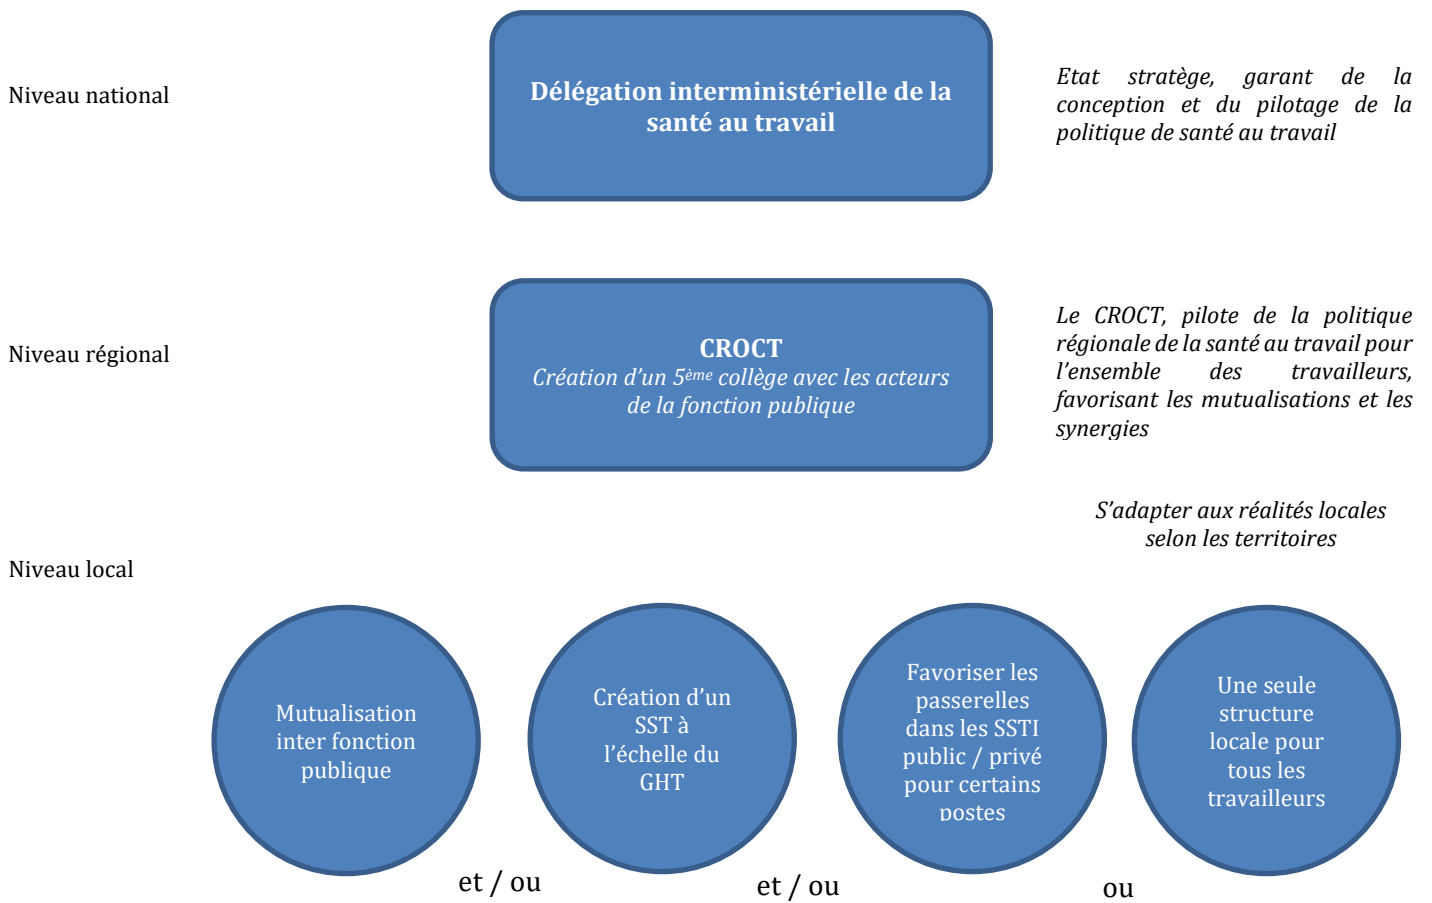 Niveau national
Délégation interministérielle de la
santé au travail
Etat stratège, garant de la
conception et du pilotage de la
politique de santé au travail
Niveau régional
CROCT
Création d'un 5ème collège avec les acteurs
de la fonction publique
Le CROCT, pilote de la politique
régionale de la santé au travail pour
l'ensemble des travailleurs,
favorisant les mutualisations et les
synergies
S'adapter aux réalités locales
selon les territoires
Niveau local
Mutualisation
inter fonction
publique
Création d'un
SST à
l'échelle du
GHT
Favoriser les
passerelles
dans les SSTI
public / privé
pour certains
postes
Une seule
structure
locale pour
tous les
travailleurs
et / ou
et / ou
ou